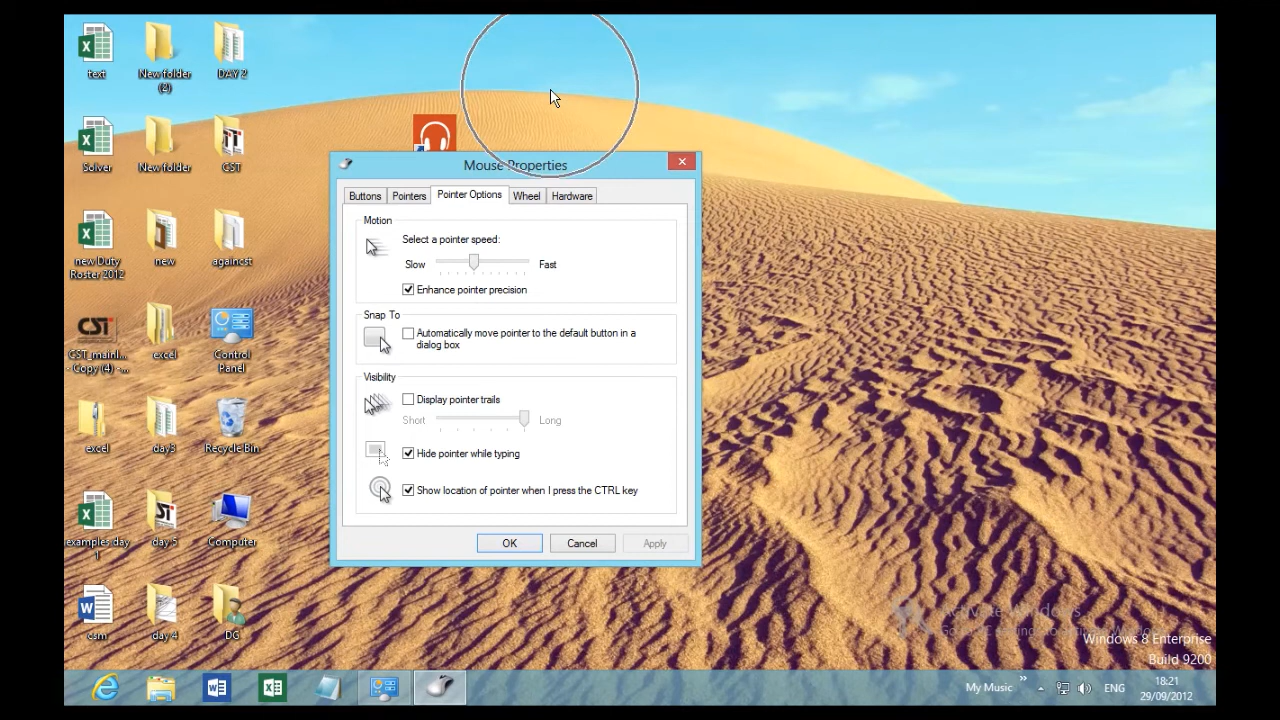 text
New folder
(2)
DAY 2
Solver
New folder
CST
new Duty
Roster 2012
new
againcst
CST
CST_mainl...
- Copy (4) -...
excel
Control
Panel
excel
day3
Recycle Bin
examples day
1
day 5
Computer
csm
day 4
DG
Mouse Properties
Buttons
Pointers
Pointer Options
Wheel
Hardware
Motion
Select a pointer speed:
Slow
Fast
Enhance pointer precision
Snap To
Automatically move pointer to the default button in a
dialog box
Visibility
Display pointer trails
Short
Long
Hide pointer while typing
Show location of pointer when I press the CTRL key
OK
Cancel
Apply
Windows 8 Enterprise
Build 9200
My Music
ENG
18:21
29/09/2012